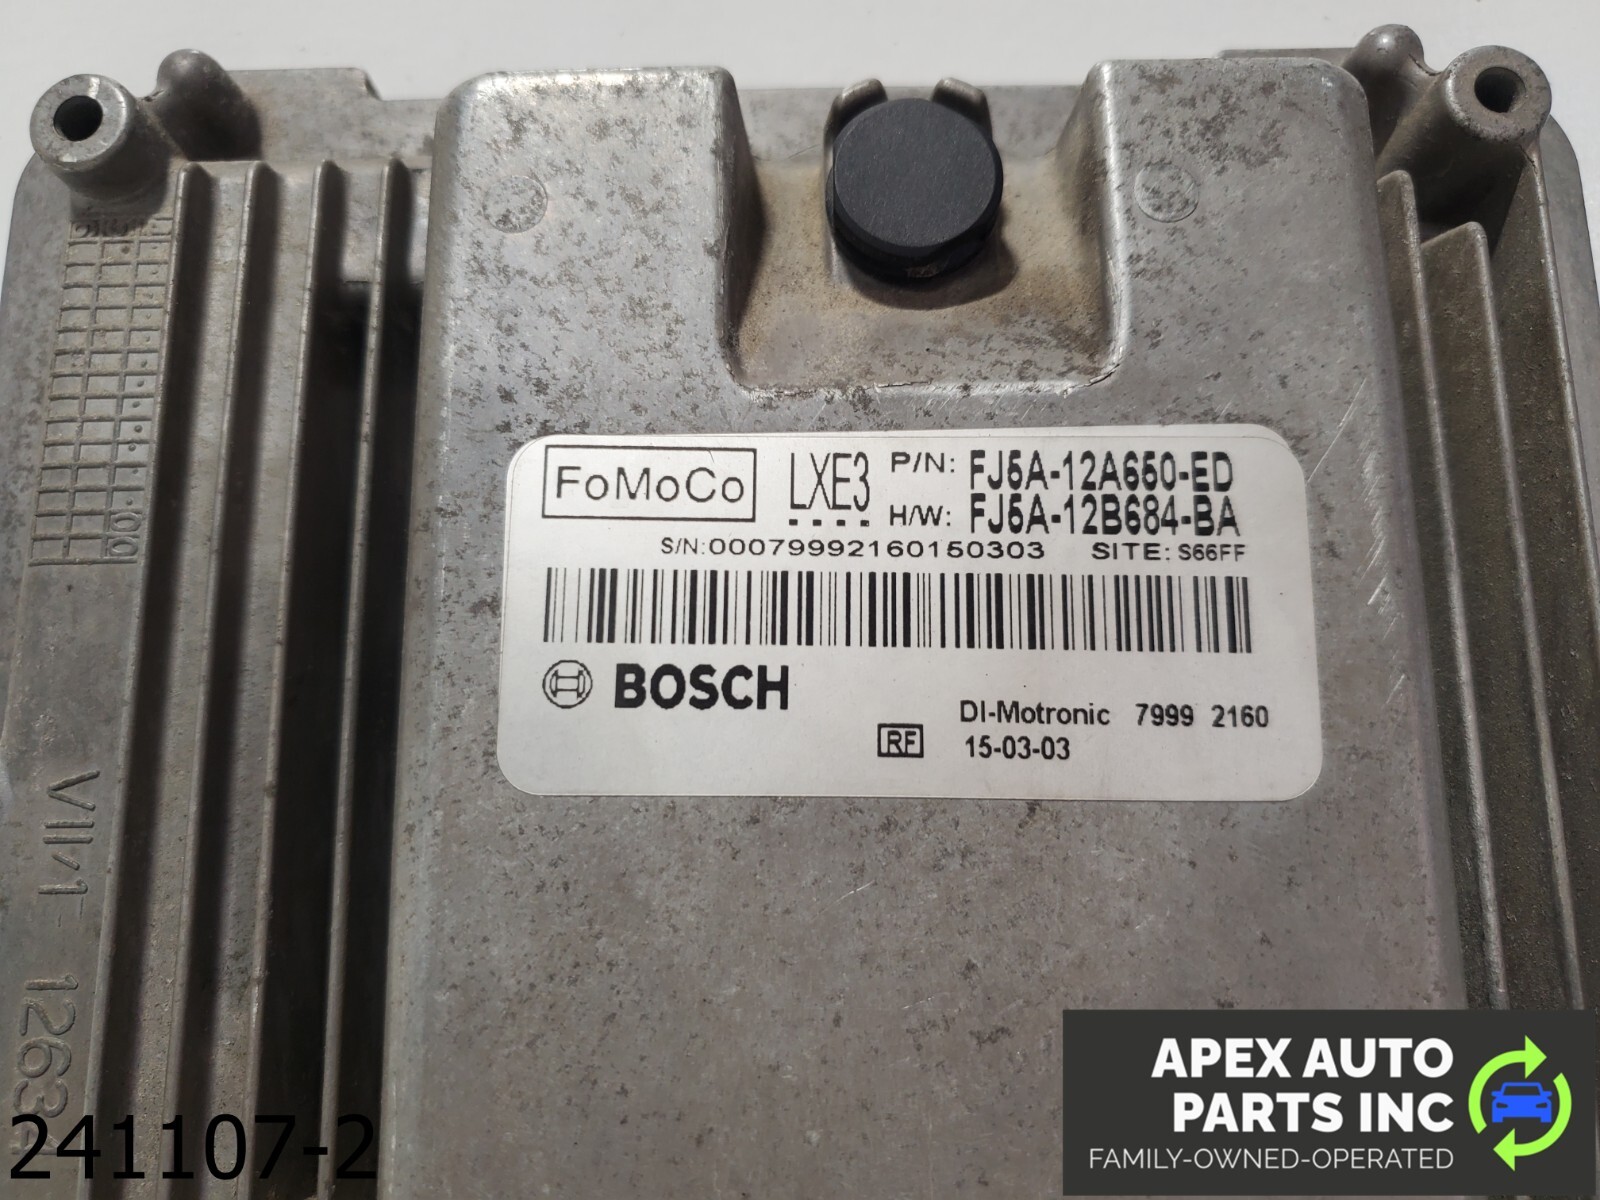 FoMoCo
LXE3
P/N: FJ5A-12A650-ED
H/W: FJ5A-12B684-BA
S/N:00079992160150303 SITE: S66FF
BOSCH
DI-Motronic 7999 2160
RF 15-03-03
1263
241107-2
APEX AUTO
PARTS INC
FAMILY-OWNED-OPERATED